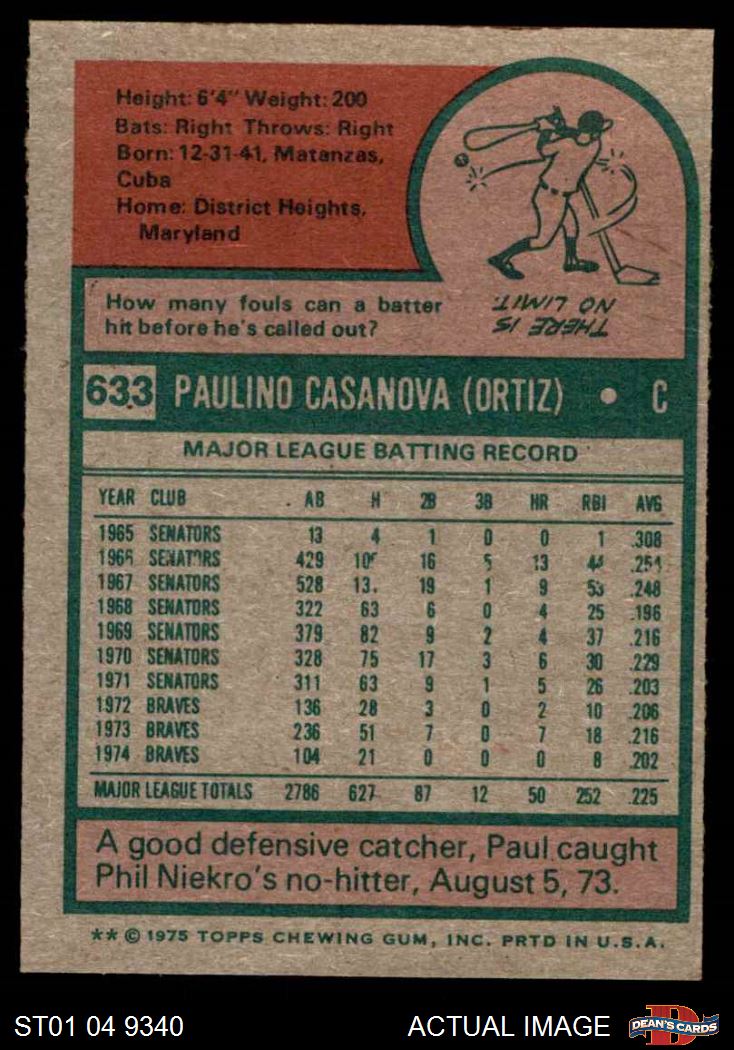 Height: 6'4" Weight: 200
Bats: Right Throws: Right
Born: 12-31-41, Matanzas,
Cuba
Home: District Heights,
Maryland
How many fouls can a batter
hit before he's called out?
THERE IS
NO LIMIT.
633 PAULINO CASANOVA (ORTIZ) • C
MAJOR LEAGUE BATTING RECORD
YEAR CLUB AB H 2B 3B HR RBI AVG
1965 SENATORS 13 4 1 0 0 1 .308
1966 SENATORS 429 16 5 13 44 .254
1967 SENATORS 528 19 1 9 53 .248
1968 SENATORS 322 63 6 0 4 25 .196
1969 SENATORS 379 82 9 2 4 37 .216
1970 SENATORS 328 75 17 3 6 30 .229
1971 SENATORS 311 63 9 1 5 26 .203
1972 BRAVES 136 28 3 0 2 10 .206
1973 BRAVES 236 51 7 0 7 18 .216
1974 BRAVES 104 21 0 0 0 8 .202
MAJOR LEAGUE TOTALS 2786 627 87 12 50 252 .225
A good defensive catcher, Paul caught
Phil Niekro's no-hitter, August 5, 73.
** © 1975 TOPPS CHEWING GUM, INC. PRTD IN U.S.A.
ST01 04 9340 ACTUAL IMAGE DEAN'S CARDS